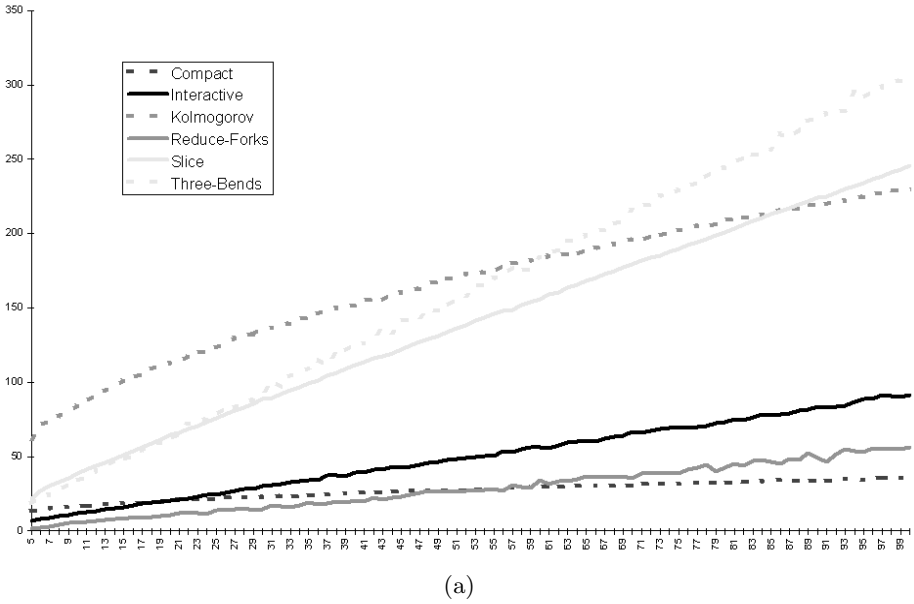 350
300
250
200
150
100
50
0
Compact
Interactive
Kolmogorov
Reduce-Forks
Slice
Three-Bends
5 7 9 11 13 15 17 19 21 23 25 27 29 31 33 35 37 39 41 43 45 47 49 51 53 55 57 59 61 63 65 67 69 71 73 75 77 79 81 83 85 87 89 91 93 95 97 99
(a)